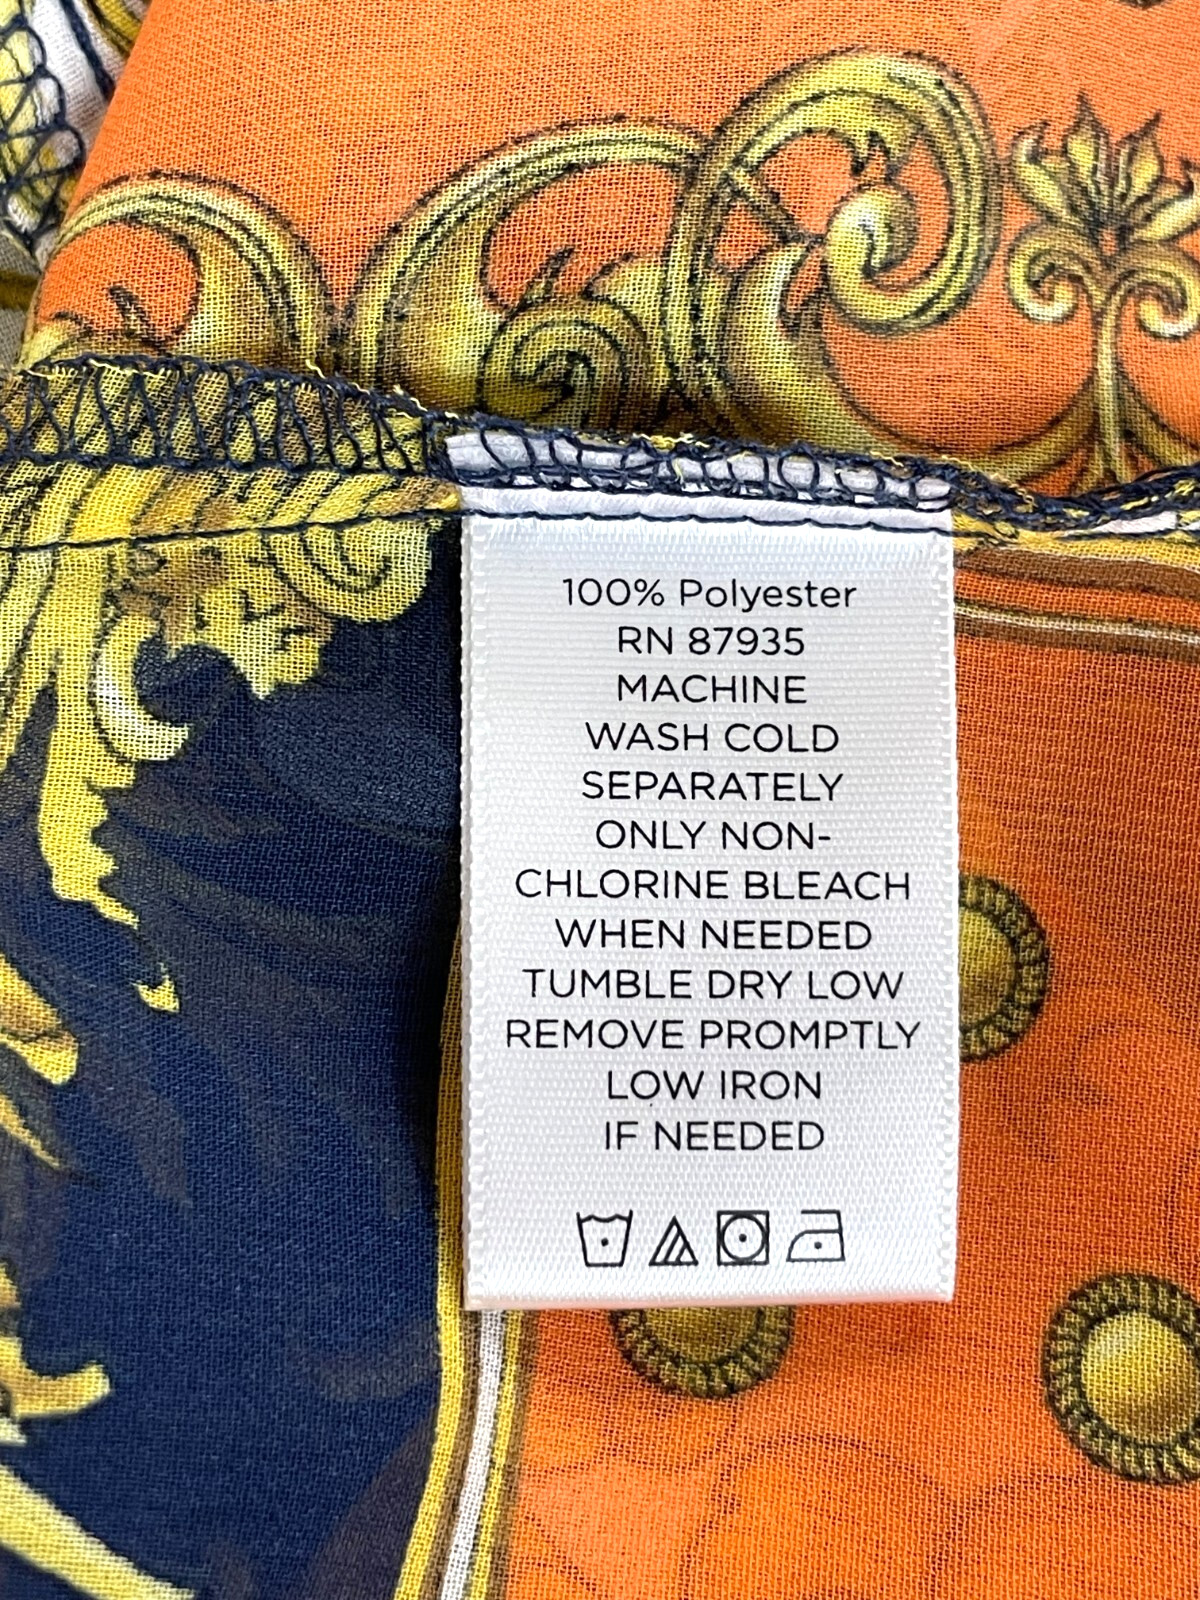 100% Polyester
RN 87935
MACHINE
WASH COLD
SEPARATELY
ONLY NON-
CHLORINE BLEACH
WHEN NEEDED
TUMBLE DRY LOW
REMOVE PROMPTLY
LOW IRON
IF NEEDED